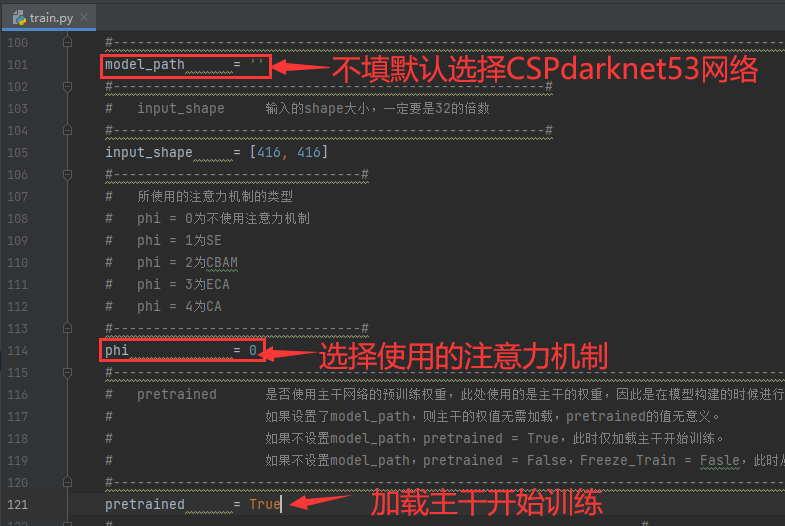 train.py
100 #---------------------------------------------------------------------------------------
101 model_path = '' 不填默认选择CSPdarknet53网络
102 #------------------------------------------------------#
103 # input_shape 输入的shape大小，一定要是32的倍数
104 #------------------------------------------------------#
105 input_shape = [416, 416]
106 #-------------------------------#
107 # 所使用的注意力机制的类型
108 # phi = 0为不使用注意力机制
109 # phi = 1为SE
110 # phi = 2为CBAM
111 # phi = 3为ECA
112 # phi = 4为CA
113 #-------------------------------#
114 phi = 0 选择使用的注意力机制
115 #---------------------------------------------------------------------------------------
116 # pretrained 是否使用主干网络的预训练权重，此处使用的是主干的权重，因此是在模型构建的时候进行
117 # 如果设置了model_path，则主干的权值无需加载，pretrained的值无意义。
118 # 如果不设置model_path，pretrained = True，此时仅加载主干开始训练。
119 # 如果不设置model_path，pretrained = False，Freeze_Train = Fasle，此时从
120 #---------------------------------------------------------------------------------------
121 pretrained = True 加载主干开始训练